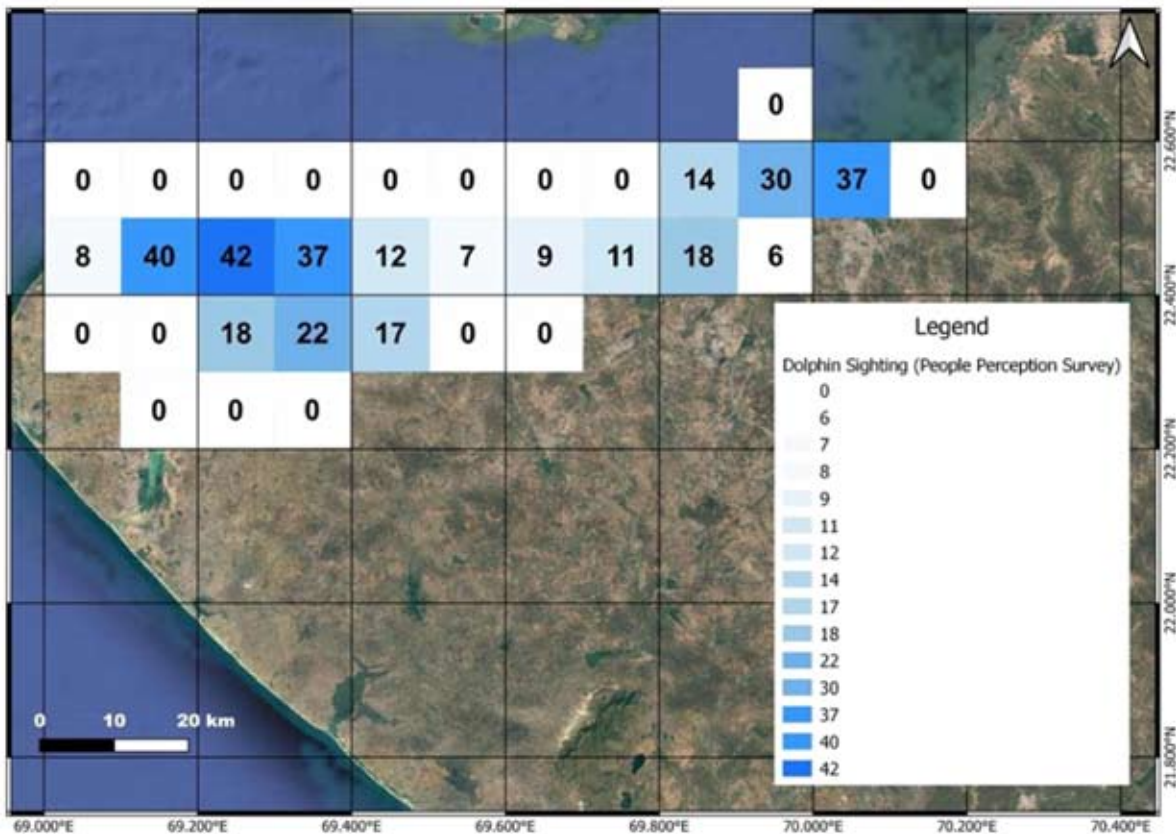 0
0 0 0 0 0 0 0 0 14 30 37 0
8 40 42 37 12 7 9 11 18 6
0 0 18 22 17 0 0
0 0 0
Legend
Dolphin Sighting (People Perception Survey)
0
6
7
8
9
11
12
14
17
18
22
30
37
40
42
0 10 20 km
22.600°N
22.400°N
22.200°N
22.000°N
21.800°N
69.000°E 69.200°E 69.400°E 69.600°E 69.800°E 70.000°E 70.200°E 70.400°E